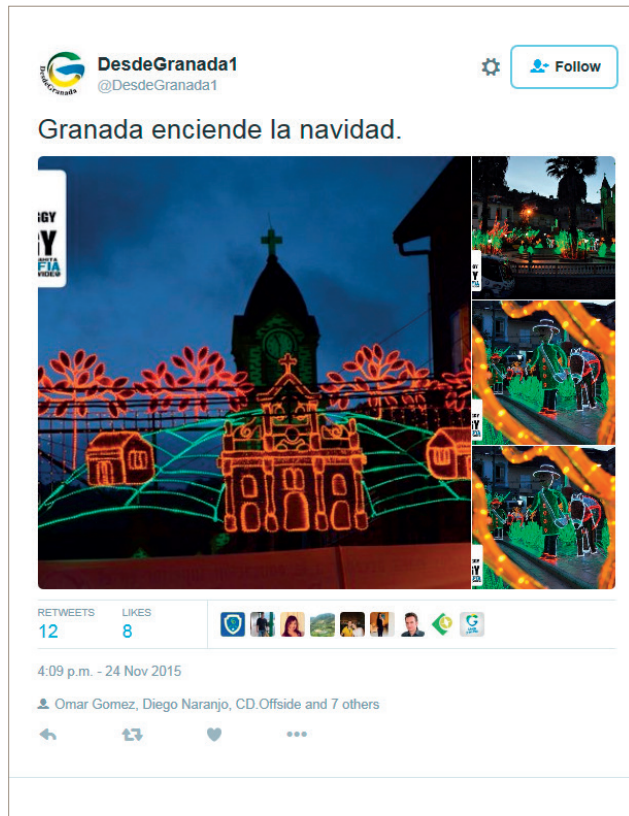 DesdeGranada1
@DesdeGranada1
Follow
DesdeGranada
Granada enciende la navidad.
RETWEETS
LIKES
12
8
4:09 p.m. - 24 Nov 2015
Omar Gomez, Diego Naranjo, CD.Offside and 7 others